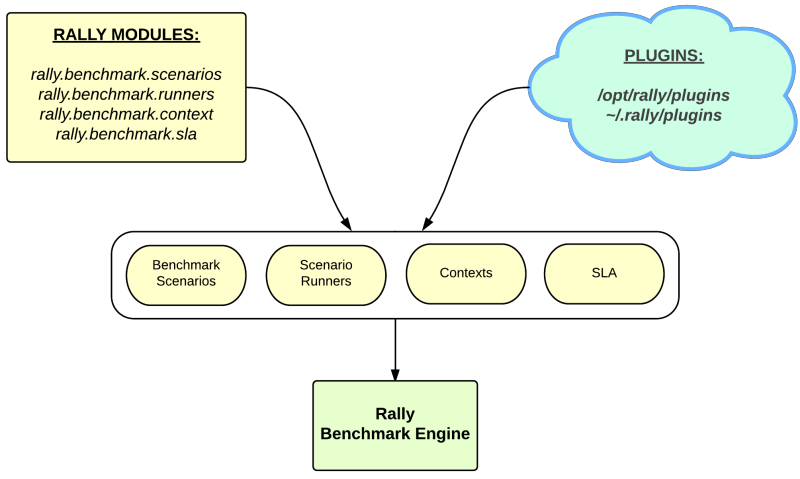 RALLY MODULES:
rally.benchmark.scenarios
rally.benchmark.runners
rally.benchmark.context
rally.benchmark.sla
PLUGINS:
/opt/rally/plugins
~/.rally/plugins
Benchmark
Scenarios
Scenario
Runners
Contexts
SLA
Rally
Benchmark Engine